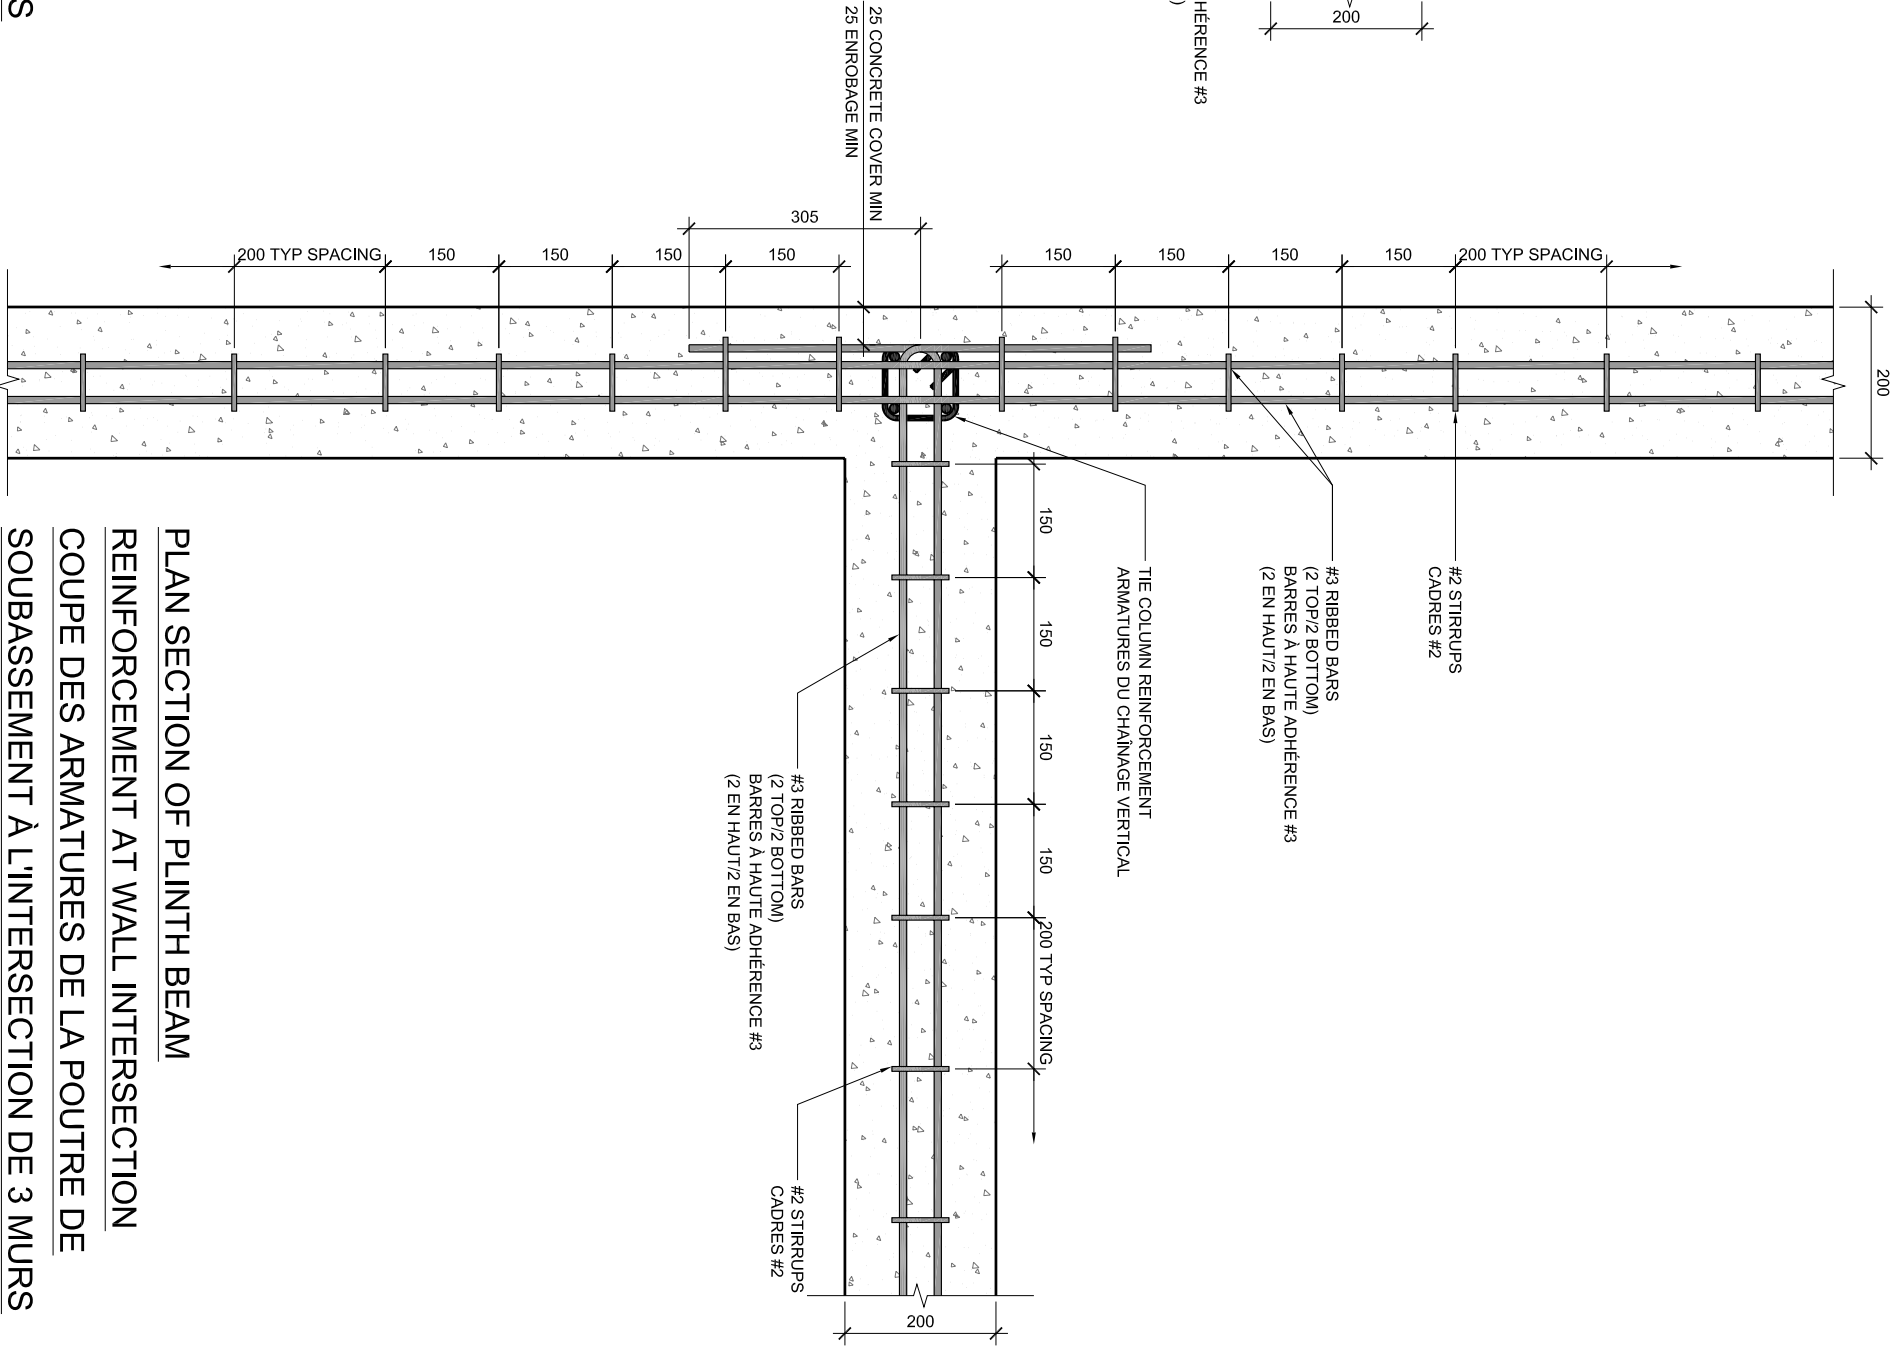 S
HÉRENCE #3
)
200
25 CONCRETE COVER MIN
25 ENROBAGE MIN
305
200 TYP SPACING
150
150
150
150
150
150
150
150
200 TYP SPACING
200
150
150
150
150
200 TYP SPACING
#2 STIRRUPS
CADRES #2
#3 RIBBED BARS
(2 TOP/2 BOTTOM)
BARRES À HAUTE ADHÉRENCE #3
(2 EN HAUT/2 EN BAS)
TIE COLUMN REINFORCEMENT
ARMATURES DU CHAÎNAGE VERTICAL
#3 RIBBED BARS
(2 TOP/2 BOTTOM)
BARRES À HAUTE ADHÉRENCE #3
(2 EN HAUT/2 EN BAS)
#2 STIRRUPS
CADRES #2
200
PLAN SECTION OF PLINTH BEAM
REINFORCEMENT AT WALL INTERSECTION
COUPE DES ARMATURES DE LA POUTRE DE
SOUBASSEMENT À L'INTERSECTION DE 3 MURS